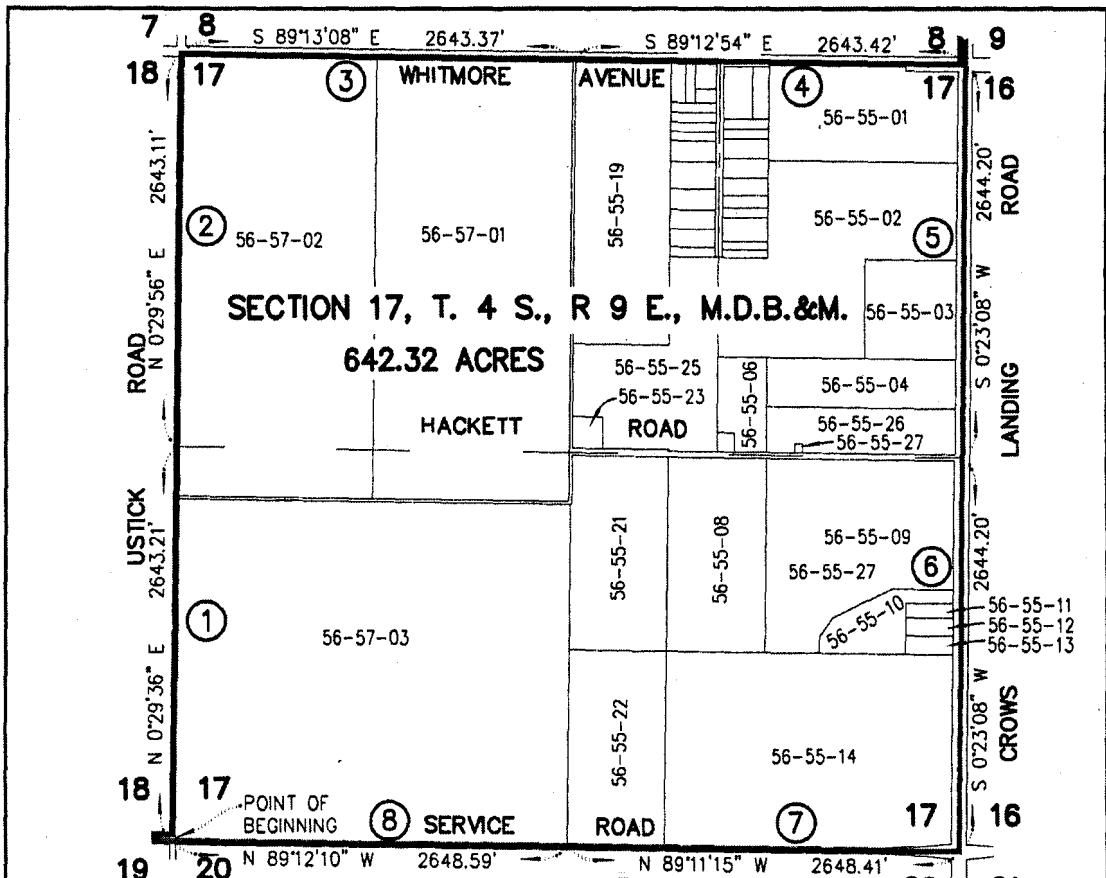 7 8 S 89°13'08" E 2643.37' S 89°12'54" E 2643.42' 8 9
18 17 ③ WHITMORE AVENUE ④ 17 16
56-55-01
2643.11'
2644.20'
ROAD
56-55-19
② 56-57-02 56-57-01 56-55-02 ⑤
N 0°29'56" E
S 0°23'08" W
SECTION 17, T. 4 S., R 9 E., M.D.B.&M.
56-55-03
642.32 ACRES
ROAD
56-55-25
56-55-23
56-55-06
56-55-04
LANDING
HACKETT ROAD
56-55-26
56-55-27
USTICK
2643.21'
2644.20'
56-55-21
56-55-08
56-55-09
56-55-27 ⑥
56-55-10
56-55-11
56-55-12
56-55-13
①
56-57-03
N 0°29'36" E
S 0°23'08" W
CROWS
56-55-22
56-55-14
18 17
POINT OF
BEGINNING
⑧ SERVICE ROAD ⑦ 17 16
19 20 N 89°12'10" W 2648.59' N 89°11'15" W 2648.41'